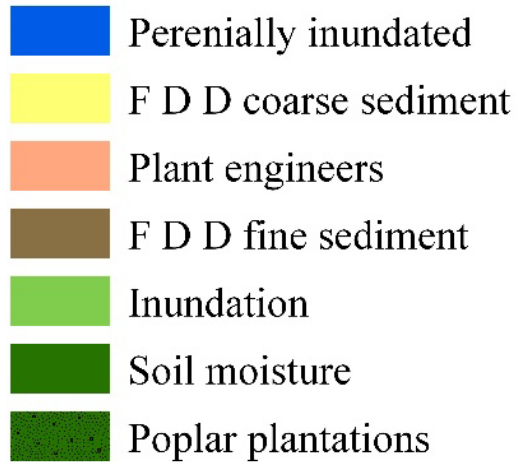 Perenially inundated
F D D coarse sediment
Plant engineers
F D D fine sediment
Inundation
Soil moisture
Poplar plantations